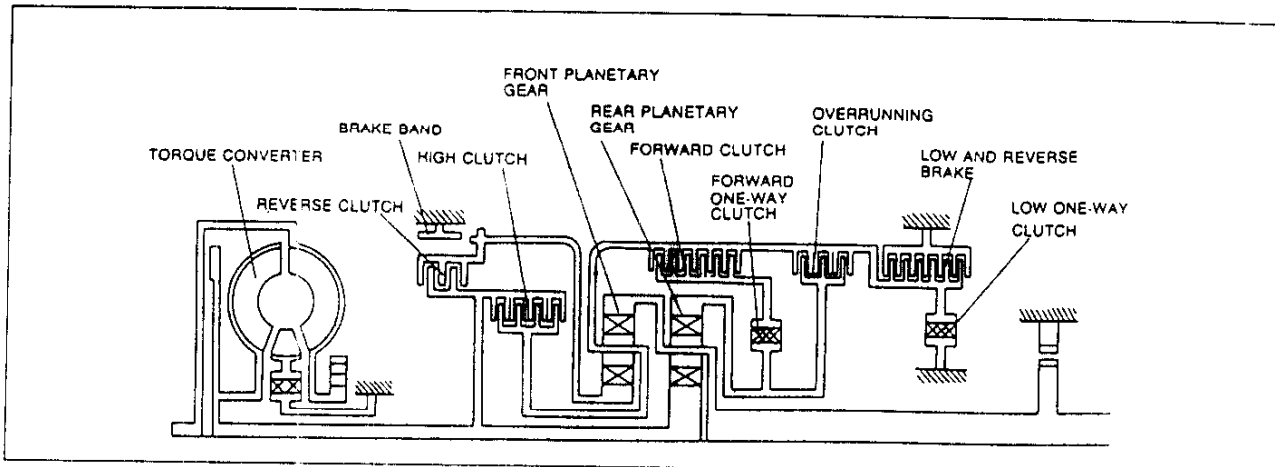 FRONT PLANETARY
GEAR
REAR PLANETARY
GEAR
OVERRUNNING
CLUTCH
BRAKE BAND
FORWARD CLUTCH
TORQUE CONVERTER
HIGH CLUTCH
LOW AND REVERSE
BRAKE
FORWARD
ONE-WAY
CLUTCH
REVERSE CLUTCH
LOW ONE-WAY
CLUTCH